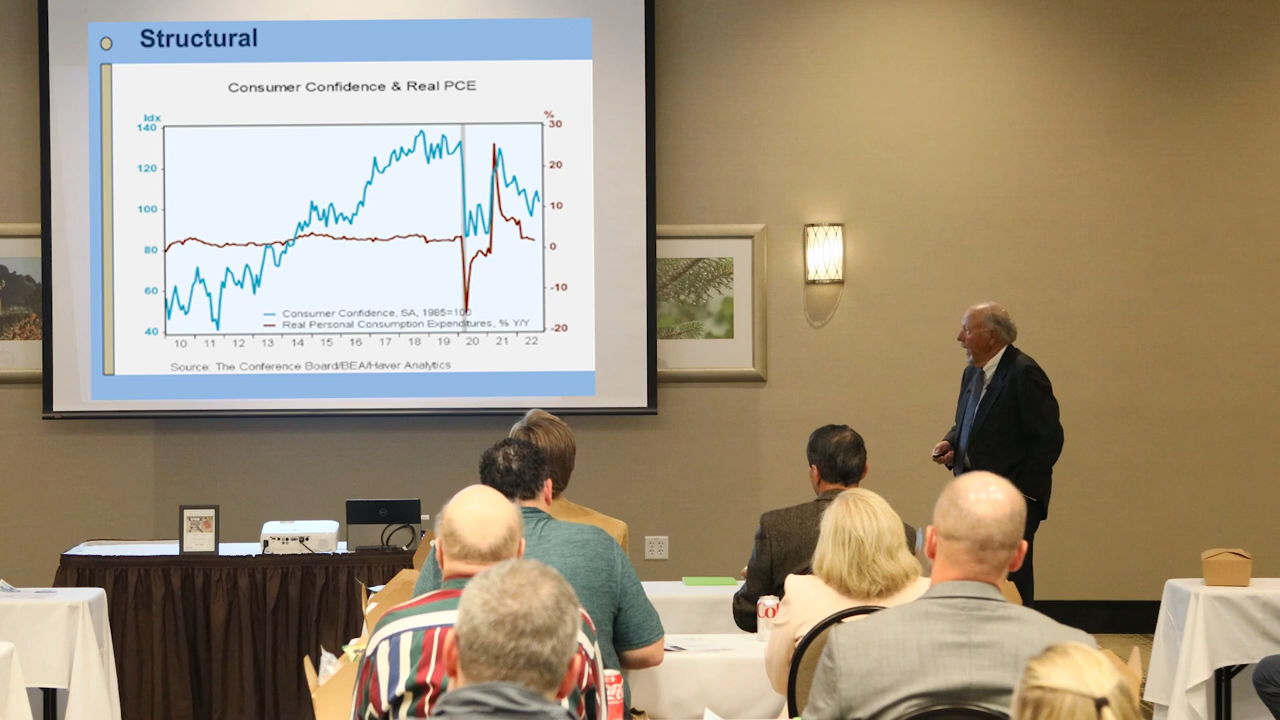 Structural
Consumer Confidence & Real PCE
Idx
%
140
120
100
80
60
40
30
20
10
0
-10
-20
Consumer Confidence, SA, 1985=100
Real Personal Consumption Expenditures, % Y/Y
10 11 12 13 14 15 16 17 18 19 20 21 22
Source: The Conference Board/BEA/Haver Analytics